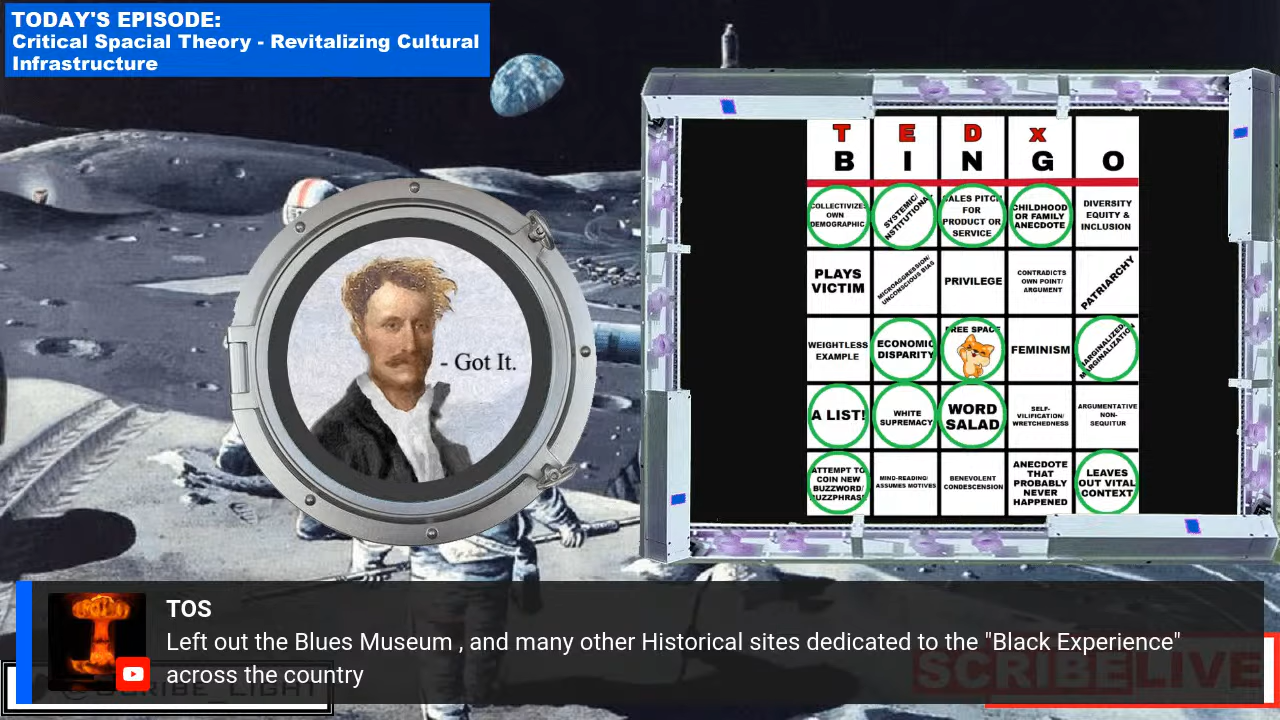 TODAY'S EPISODE:
Critical Spacial Theory - Revitalizing Cultural
Infrastructure
- Got It.
T E D x
B I N G O
COLLECTIVIZES
OWN
DEMOGRAPHIC
SYSTEMIC/
INSTITUTIONAL
SALES PITCH
FOR
PRODUCT OR
SERVICE
CHILDHOOD
OR FAMILY
ANECDOTE
DIVERSITY
EQUITY &
INCLUSION
PLAYS
VICTIM
MICROAGGRESSION/
UNCONSCIOUS BIAS
PRIVILEGE
CONTRADICTS
OWN POINT/
ARGUMENT
PATRIARCHY
WEIGHTLESS
EXAMPLE
ECONOMIC
DISPARITY
FREE SPACE
FEMINISM
MARGINALIZED/
MARGINALIZATION
A LIST!
WHITE
SUPREMACY
WORD
SALAD
SELF-
VILIFICATION/
WRETCHEDNESS
ARGUMENTATIVE
NON-
SEQUITUR
ATTEMPT TO
COIN NEW
BUZZWORD/
BUZZPHRASE
MIND-READING/
ASSUMES MOTIVES
BENEVOLENT
CONDESCENSION
ANECDOTE
THAT
PROBABLY
NEVER
HAPPENED
LEAVES
OUT VITAL
CONTEXT
TOS
Left out the Blues Museum , and many other Historical sites dedicated to the "Black Experience"
across the country
SCRIBE_LIGHT
SCRIBELIVE